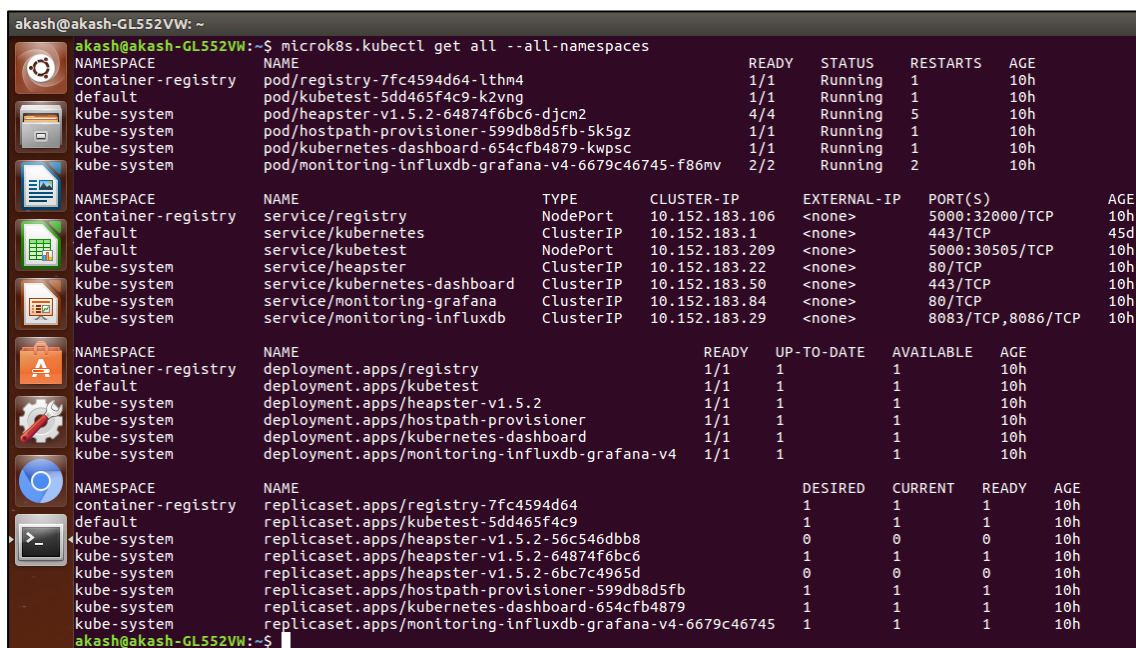 akash@akash-GL552VW: ~
akash@akash-GL552VW:~$ microk8s.kubectl get all --all-namespaces
NAMESPACE NAME READY STATUS RESTARTS AGE
container-registry pod/registry-7fc4594d64-lthm4 1/1 Running 1 10h
default pod/kubetest-5dd465f4c9-k2vng 1/1 Running 1 10h
kube-system pod/heapster-v1.5.2-64874f6bc6-djcm2 4/4 Running 5 10h
kube-system pod/hostpath-provisioner-599db8d5fb-5k5gz 1/1 Running 1 10h
kube-system pod/kubernetes-dashboard-654cfb4879-kwpsc 1/1 Running 1 10h
kube-system pod/monitoring-influxdb-grafana-v4-6679c46745-f86mv 2/2 Running 2 10h
NAMESPACE NAME TYPE CLUSTER-IP EXTERNAL-IP PORT(S) AGE
container-registry service/registry NodePort 10.152.183.106 <none> 5000:32000/TCP 10h
default service/kubernetes ClusterIP 10.152.183.1 <none> 443/TCP 45d
default service/kubetest NodePort 10.152.183.209 <none> 5000:30505/TCP 10h
kube-system service/heapster ClusterIP 10.152.183.22 <none> 80/TCP 10h
kube-system service/kubernetes-dashboard ClusterIP 10.152.183.50 <none> 443/TCP 10h
kube-system service/monitoring-grafana ClusterIP 10.152.183.84 <none> 80/TCP 10h
kube-system service/monitoring-influxdb ClusterIP 10.152.183.29 <none> 8083/TCP,8086/TCP 10h
NAMESPACE NAME READY UP-TO-DATE AVAILABLE AGE
container-registry deployment.apps/registry 1/1 1 1 10h
default deployment.apps/kubetest 1/1 1 1 10h
kube-system deployment.apps/heapster-v1.5.2 1/1 1 1 10h
kube-system deployment.apps/hostpath-provisioner 1/1 1 1 10h
kube-system deployment.apps/kubernetes-dashboard 1/1 1 1 10h
kube-system deployment.apps/monitoring-influxdb-grafana-v4 1/1 1 1 10h
NAMESPACE NAME DESIRED CURRENT READY AGE
container-registry replicaset.apps/registry-7fc4594d64 1 1 1 10h
default replicaset.apps/kubetest-5dd465f4c9 1 1 1 10h
kube-system replicaset.apps/heapster-v1.5.2-56c546dbb8 0 0 0 10h
kube-system replicaset.apps/heapster-v1.5.2-64874f6bc6 1 1 1 10h
kube-system replicaset.apps/heapster-v1.5.2-6bc7c4965d 0 0 0 10h
kube-system replicaset.apps/hostpath-provisioner-599db8d5fb 1 1 1 10h
kube-system replicaset.apps/kubernetes-dashboard-654cfb4879 1 1 1 10h
kube-system replicaset.apps/monitoring-influxdb-grafana-v4-6679c46745 1 1 1 10h
akash@akash-GL552VW:~$